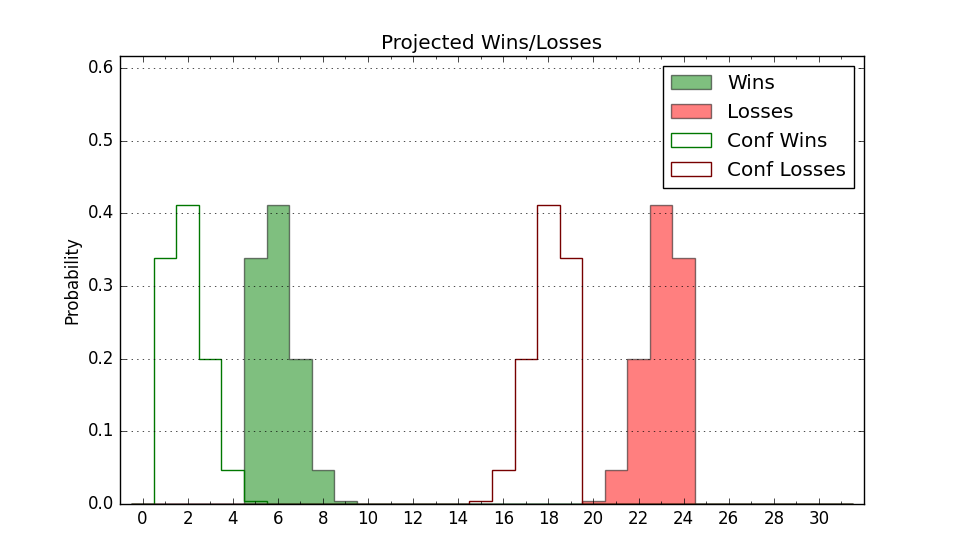 Projected Wins/Losses
Wins
Losses
Conf Wins
Conf Losses
Probability
0.6
0.5
0.4
0.3
0.2
0.1
0.0
0 2 4 6 8 10 12 14 16 18 20 22 24 26 28 30